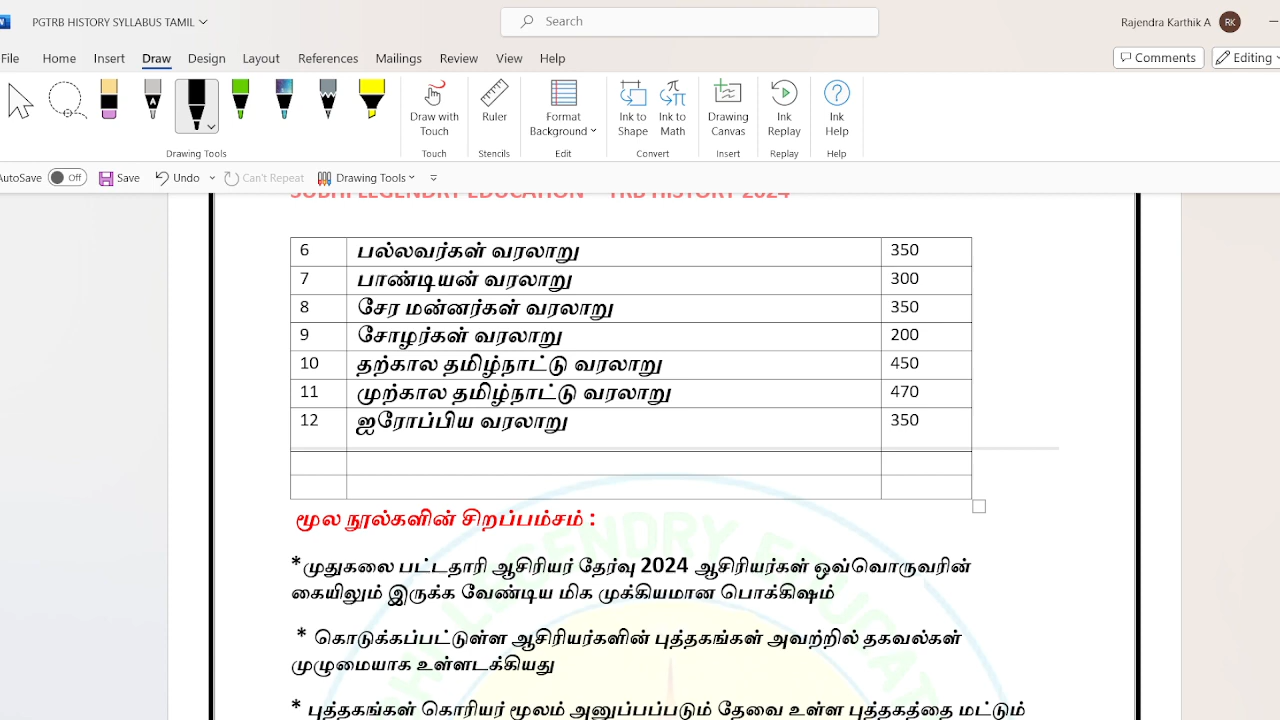 PGTRB HISTORY SYLLABUS TAMIL
Search
Rajendra Karthik A
RK
File Home Insert Draw Design Layout References Mailings Review View Help
Comments
Editing
Draw with Touch
Ruler
Format Background
Ink to Shape
Ink to Math
Drawing Canvas
Ink Replay
Ink Help
Drawing Tools
Touch
Stencils
Edit
Convert
Insert
Replay
Help
AutoSave Off Save Undo Can't Repeat Drawing Tools
SUBHI LEGENDRY EDUCATION – TRB HISTORY 2024
6 பல்லவர்கள் வரலாறு 350
7 பாண்டியன் வரலாறு 300
8 சேர மன்னர்கள் வரலாறு 350
9 சோழர்கள் வரலாறு 200
10 தற்கால தமிழ்நாட்டு வரலாறு 450
11 முற்கால தமிழ்நாட்டு வரலாறு 470
12 ஐரோப்பிய வரலாறு 350
மூல நூல்களின் சிறப்பம்சம் :
*முதுகலை பட்டதாரி ஆசிரியர் தேர்வு 2024 ஆசிரியர்கள் ஒவ்வொருவரின்
கையிலும் இருக்க வேண்டிய மிக முக்கியமான பொக்கிஷம்
* கொடுக்கப்பட்டுள்ள ஆசிரியர்களின் புத்தகங்கள் அவற்றில் தகவல்கள்
முழுமையாக உள்ளடக்கியது
* புத்தகங்கள் கொரியர் மூலம் அனுப்பப்படும் தேவை உள்ள புத்தகத்தை மட்டும்